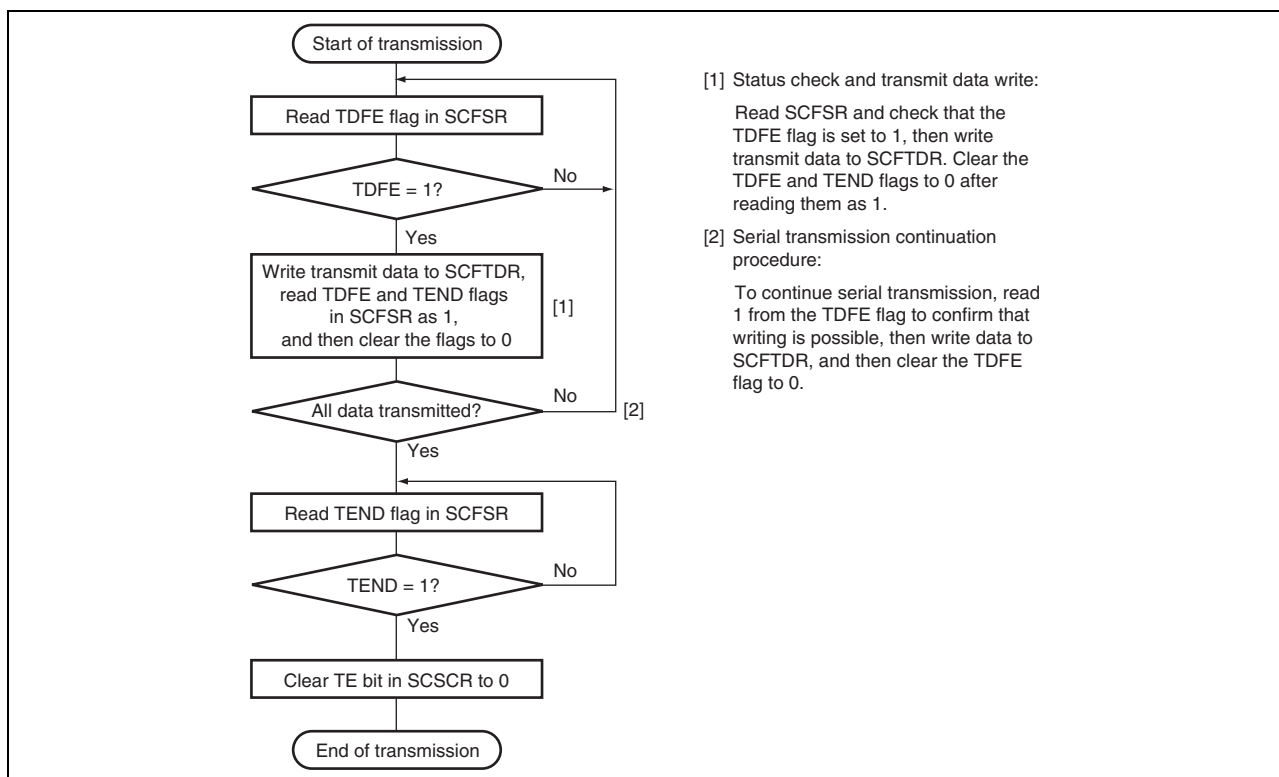 Start of transmission
Read TDFE flag in SCFSR
TDFE = 1?
No
Yes
Write transmit data to SCFTDR,
read TDFE and TEND flags
in SCFSR as 1,
and then clear the flags to 0
[1]
All data transmitted?
No
[2]
Yes
Read TEND flag in SCFSR
TEND = 1?
No
Yes
Clear TE bit in SCSCR to 0
End of transmission
[1] Status check and transmit data write:
Read SCFSR and check that the
TDFE flag is set to 1, then write
transmit data to SCFTDR. Clear the
TDFE and TEND flags to 0 after
reading them as 1.
[2] Serial transmission continuation
procedure:
To continue serial transmission, read
1 from the TDFE flag to confirm that
writing is possible, then write data to
SCFTDR, and then clear the TDFE
flag to 0.